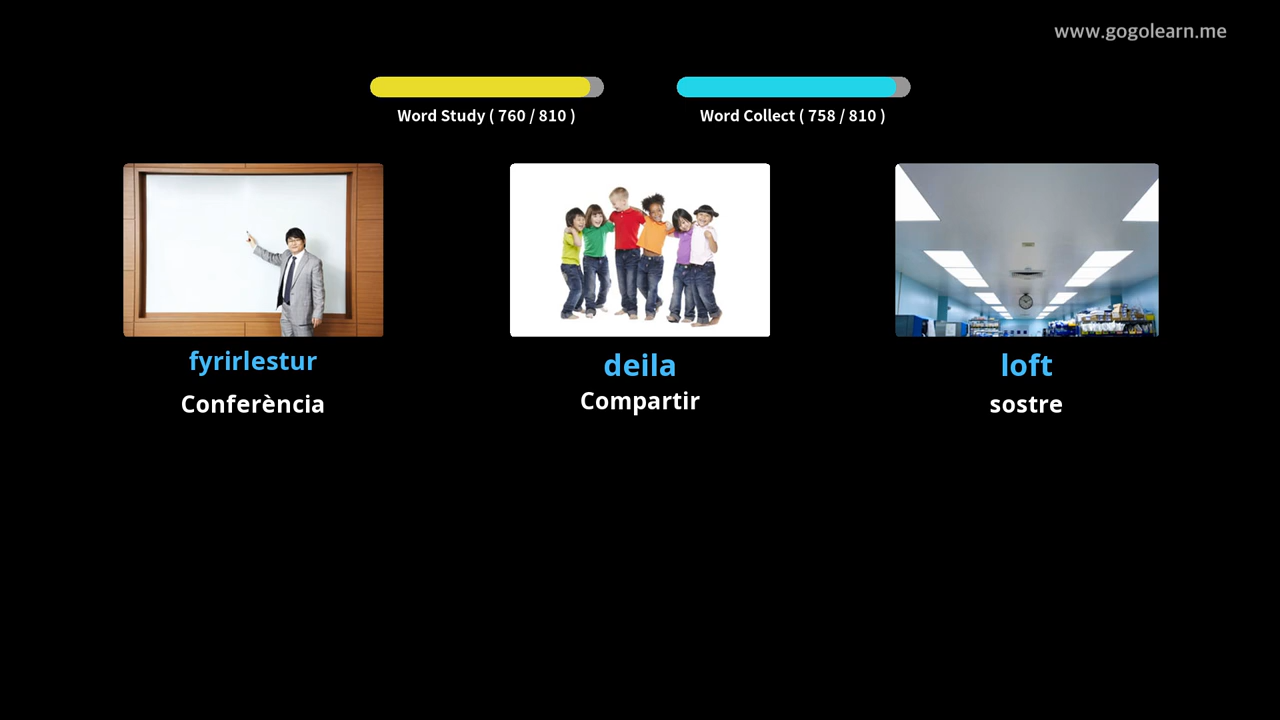 www.gogolearn.me
Word Study ( 760 / 810 )
Word Collect ( 758 / 810 )
fyrirlestur
Conferència
deila
Compartir
loft
sostre